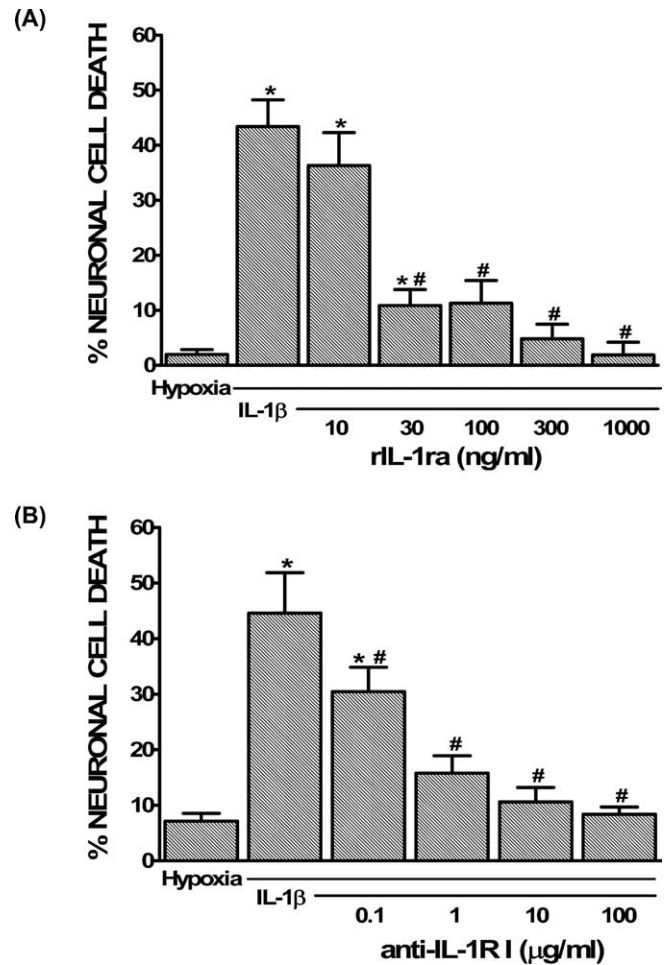 (A)
% NEURONAL CELL DEATH
60
50
40
30
20
10
0
*
*
* #
#
#
#
Hypoxia
IL-1β
10 30 100 300 1000
rIL-1ra (ng/ml)
(B)
% NEURONAL CELL DEATH
60
50
40
30
20
10
0
*
* #
#
#
#
Hypoxia
IL-1β
0.1 1 10 100
anti-IL-1R I (μg/ml)